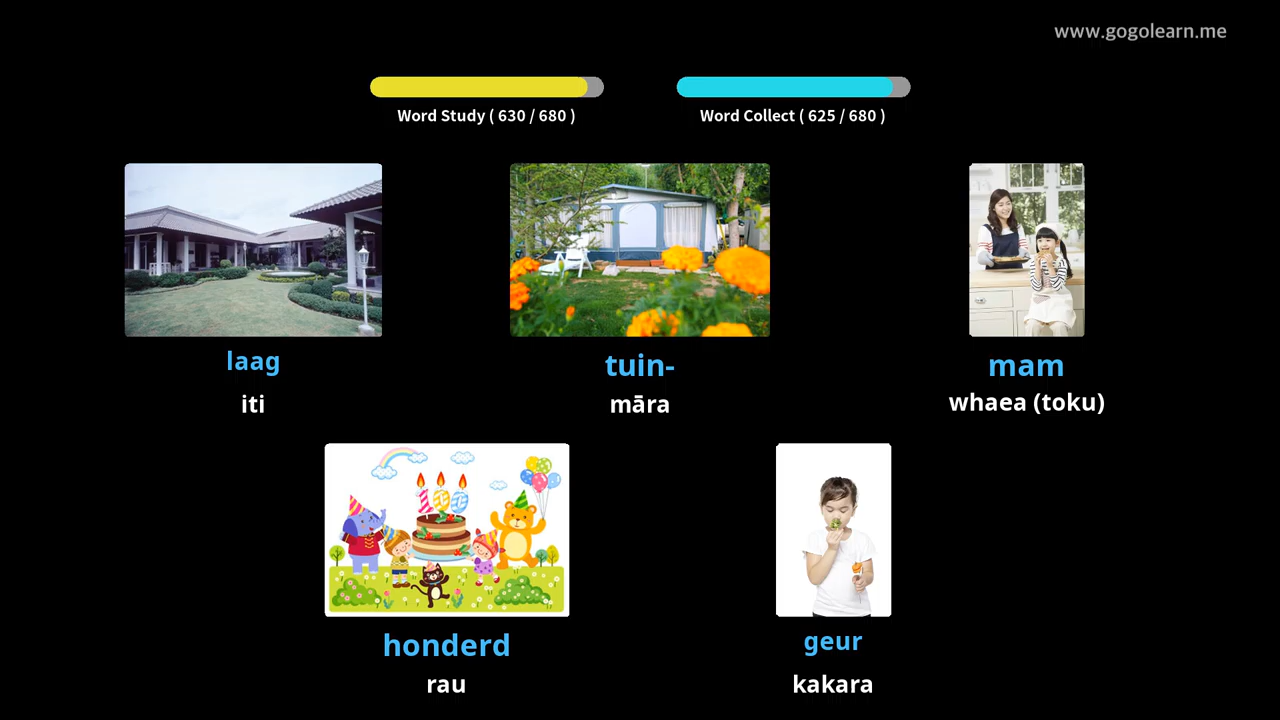 www.gogolearn.me
Word Study ( 630 / 680 )
Word Collect ( 625 / 680 )
laag
iti
tuin-
māra
mam
whaea (toku)
100
honderd
rau
geur
kakara